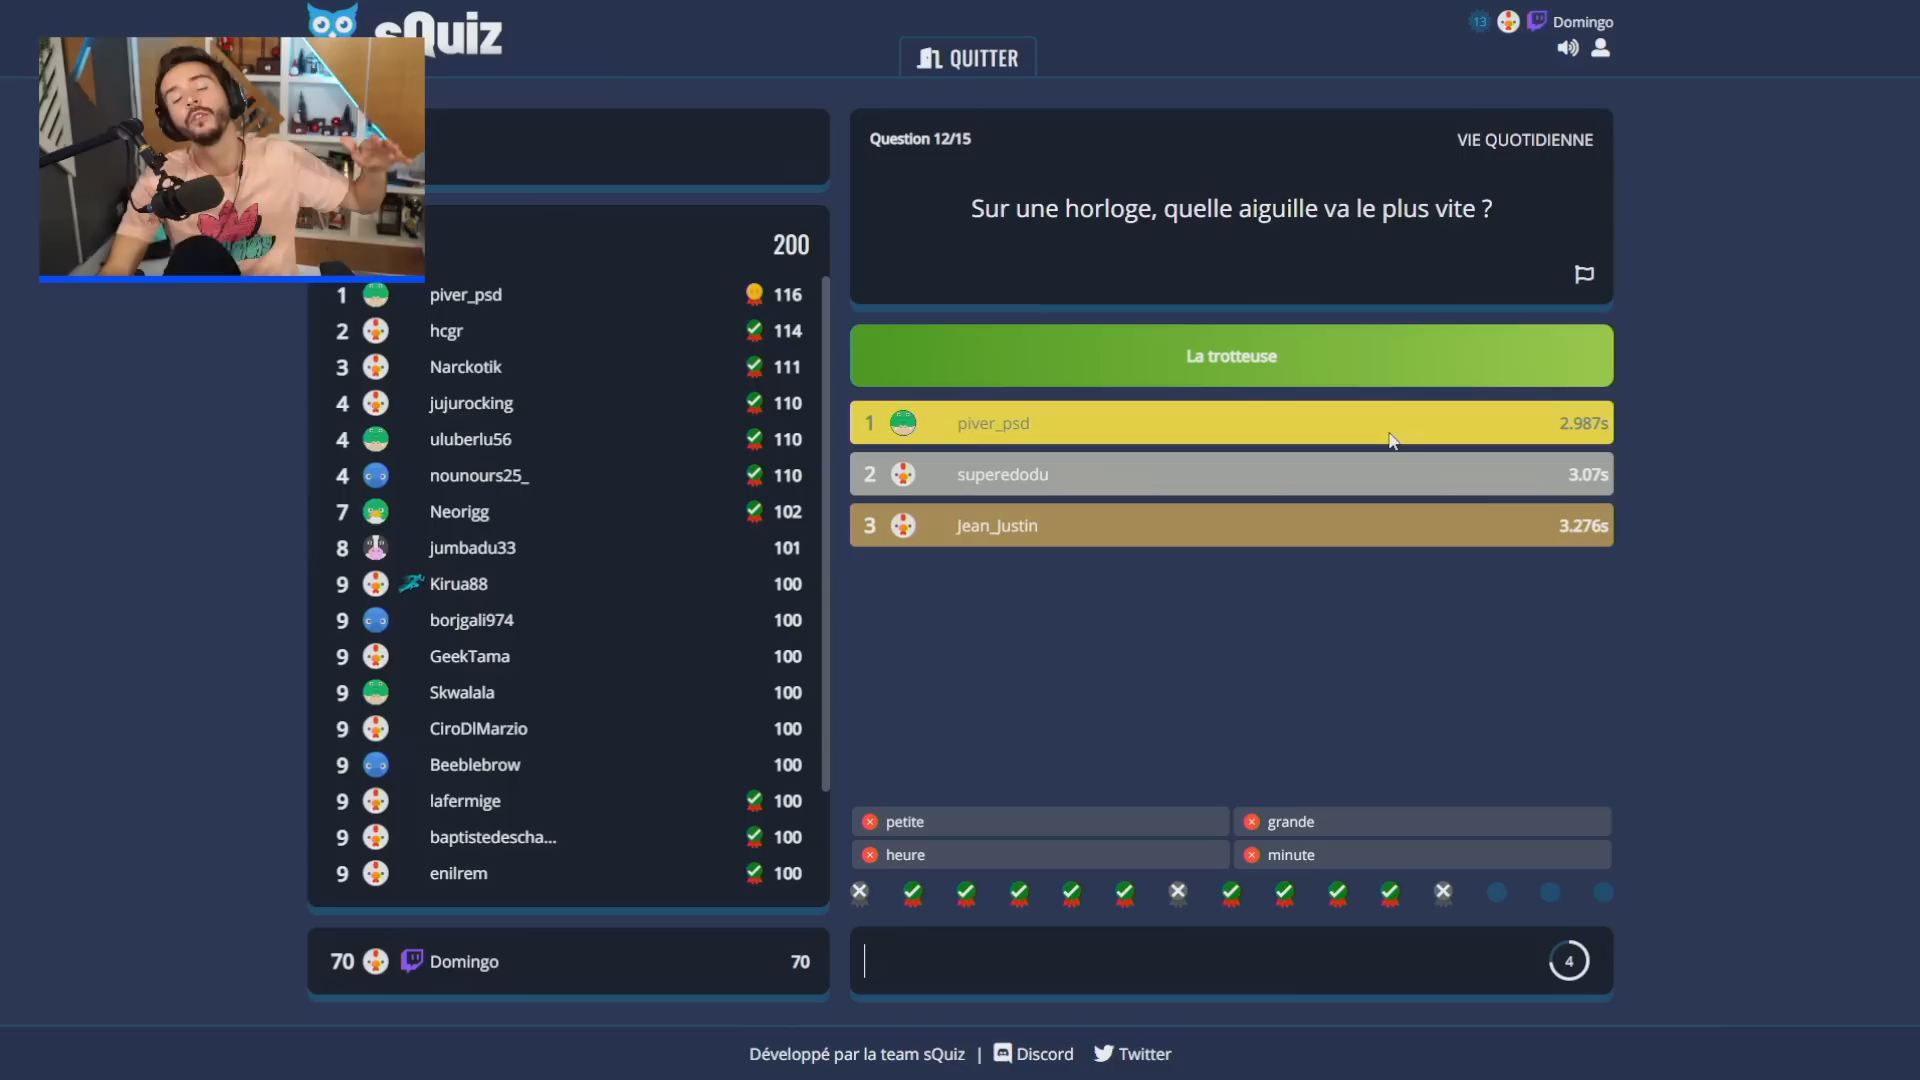 sQuiz
QUITTER
13 Domingo
200
1 piver_psd 116
2 hcgr 114
3 Narckotik 111
4 jujurocking 110
4 uluberlu56 110
4 nounours25_ 110
7 Neorigg 102
8 jumbadu33 101
9 Kirua88 100
9 borjgali974 100
9 GeekTama 100
9 Skwalala 100
9 CiroDlMarzio 100
9 Beeblebrow 100
9 lafermige 100
9 baptistedescha... 100
9 enilrem 100
70 Domingo 70
Question 12/15 VIE QUOTIDIENNE
Sur une horloge, quelle aiguille va le plus vite ?
La trotteuse
1 piver_psd 2.987s
2 superedodu 3.07s
3 Jean_Justin 3.276s
petite grande
heure minute
4
Développé par la team sQuiz | Discord Twitter